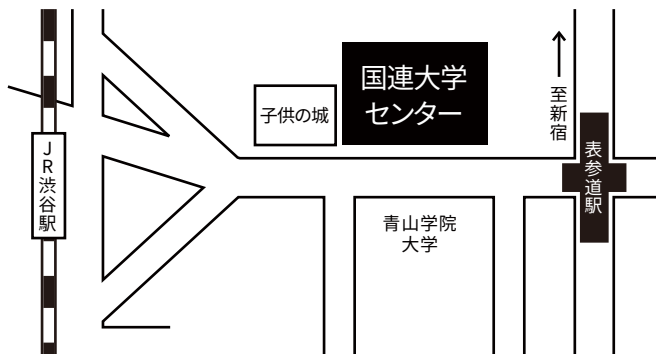 国連大学
センター
子供の城
至新宿
表参道駅
JR渋谷駅
青山学院
大学